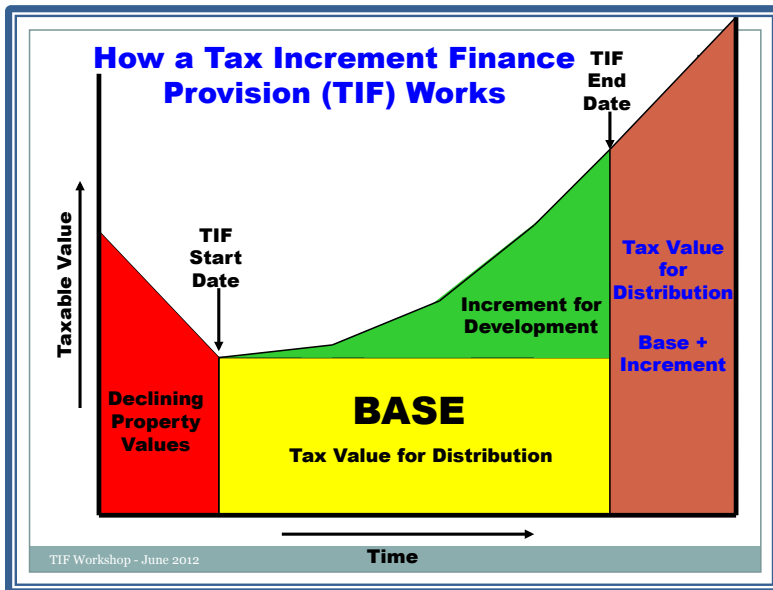 How a Tax Increment Finance
Provision (TIF) Works
TIF
End
Date
TIF
Start
Date
Taxable Value
Tax Value
for
Distribution
Base +
Increment
Increment for
Development
Declining
Property
Values
BASE
Tax Value for Distribution
Time
TIF Workshop - June 2012